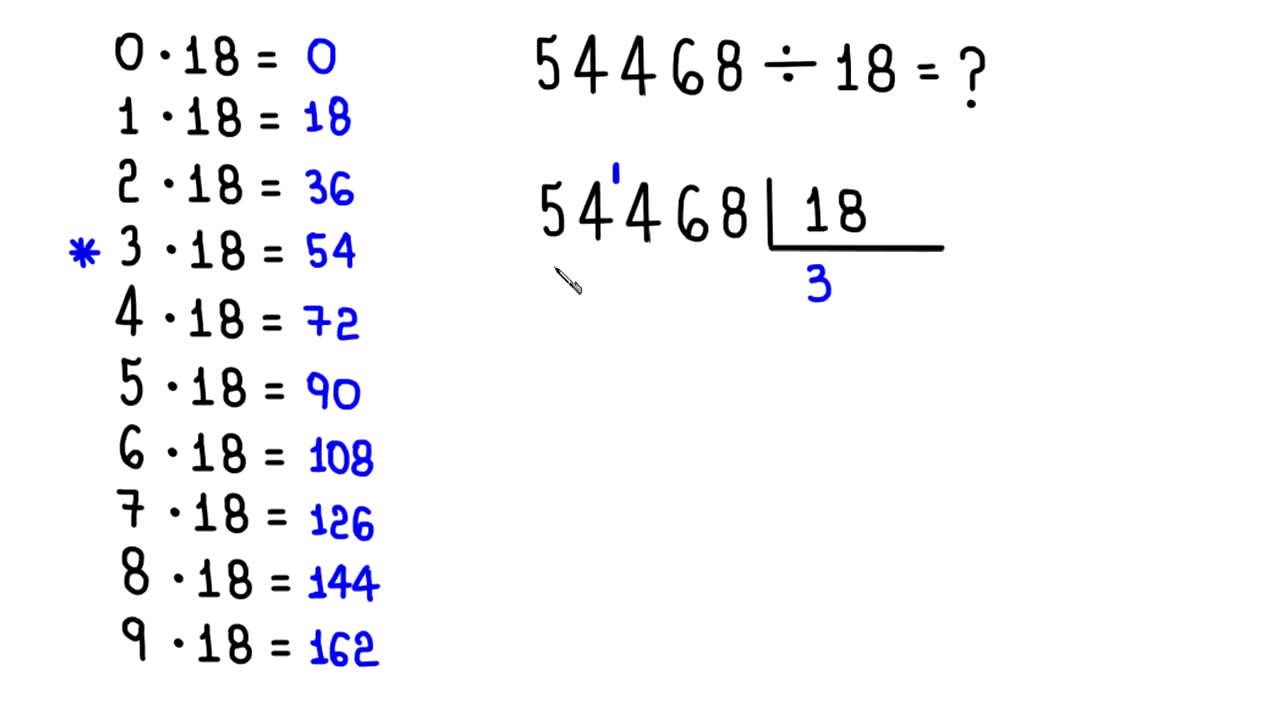 0 · 18 = 0
1 · 18 = 18
2 · 18 = 36
* 3 · 18 = 54
4 · 18 = 72
5 · 18 = 90
6 · 18 = 108
7 · 18 = 126
8 · 18 = 144
9 · 18 = 162
54468 ÷ 18 = ?
54'468 | 18
3